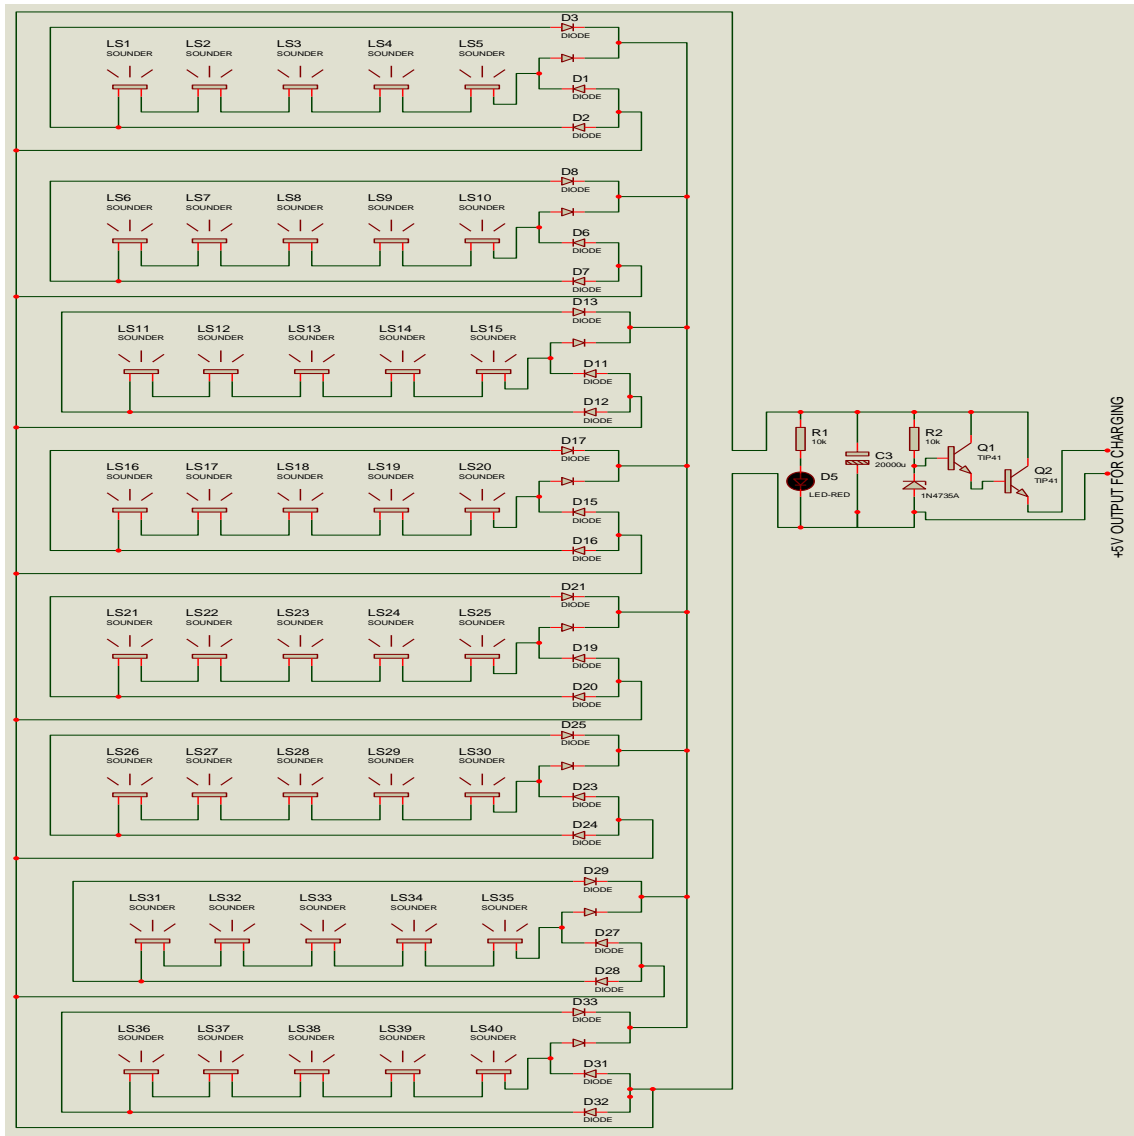 D3
DIODE
LS1 LS2 LS3 LS4 LS5
SOUNDER SOUNDER SOUNDER SOUNDER SOUNDER
D1
DIODE
D2
DIODE
D8
DIODE
LS6 LS7 LS8 LS9 LS10
SOUNDER SOUNDER SOUNDER SOUNDER SOUNDER
D6
DIODE
D7
DIODE
D13
DIODE
LS11 LS12 LS13 LS14 LS15
SOUNDER SOUNDER SOUNDER SOUNDER SOUNDER
D11
DIODE
D12
DIODE
D17
DIODE
LS16 LS17 LS18 LS19 LS20
SOUNDER SOUNDER SOUNDER SOUNDER SOUNDER
D15
DIODE
D16
DIODE
D21
DIODE
LS21 LS22 LS23 LS24 LS25
SOUNDER SOUNDER SOUNDER SOUNDER SOUNDER
D19
DIODE
D20
DIODE
D25
DIODE
LS26 LS27 LS28 LS29 LS30
SOUNDER SOUNDER SOUNDER SOUNDER SOUNDER
D23
DIODE
D24
DIODE
D29
DIODE
LS31 LS32 LS33 LS34 LS35
SOUNDER SOUNDER SOUNDER SOUNDER SOUNDER
D27
DIODE
D28
DIODE
D33
DIODE
LS36 LS37 LS38 LS39 LS40
SOUNDER SOUNDER SOUNDER SOUNDER SOUNDER
D31
DIODE
D32
DIODE
R1
10k
D5
LED-RED
C3
20000u
R2
10k
1N4735A
Q1
TIP41
Q2
TIP41
+5V OUTPUT FOR CHARGING